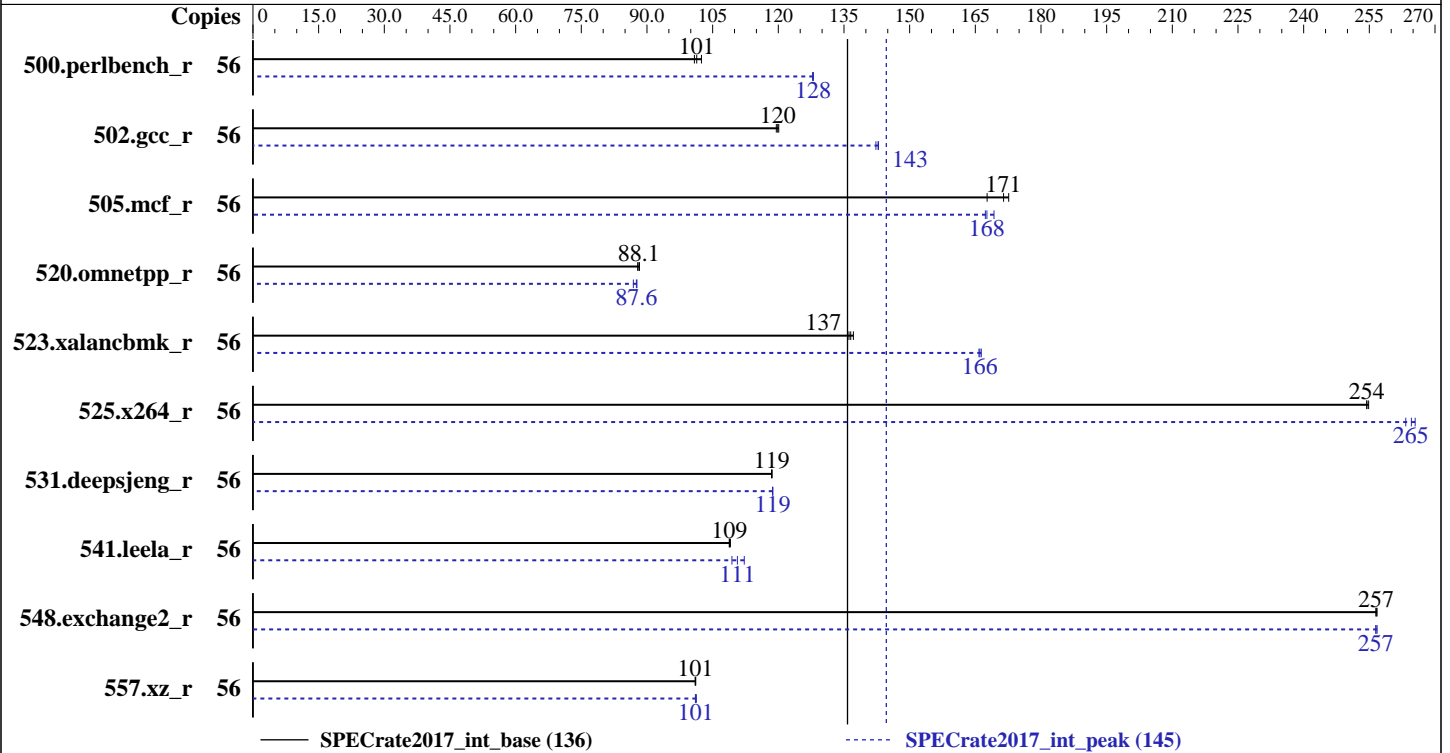 Copies 0 15.0 30.0 45.0 60.0 75.0 90.0 105 120 135 150 165 180 195 210 225 240 255 270
101
500.perlbench_r 56
128
120
502.gcc_r 56
143
171
505.mcf_r 56
168
88.1
520.omnetpp_r 56
87.6
137
523.xalancbmk_r 56
166
254
525.x264_r 56
265
119
531.deepsjeng_r 56
119
109
541.leela_r 56
111
257
548.exchange2_r 56
257
101
557.xz_r 56
101
SPECrate2017_int_base (136) SPECrate2017_int_peak (145)